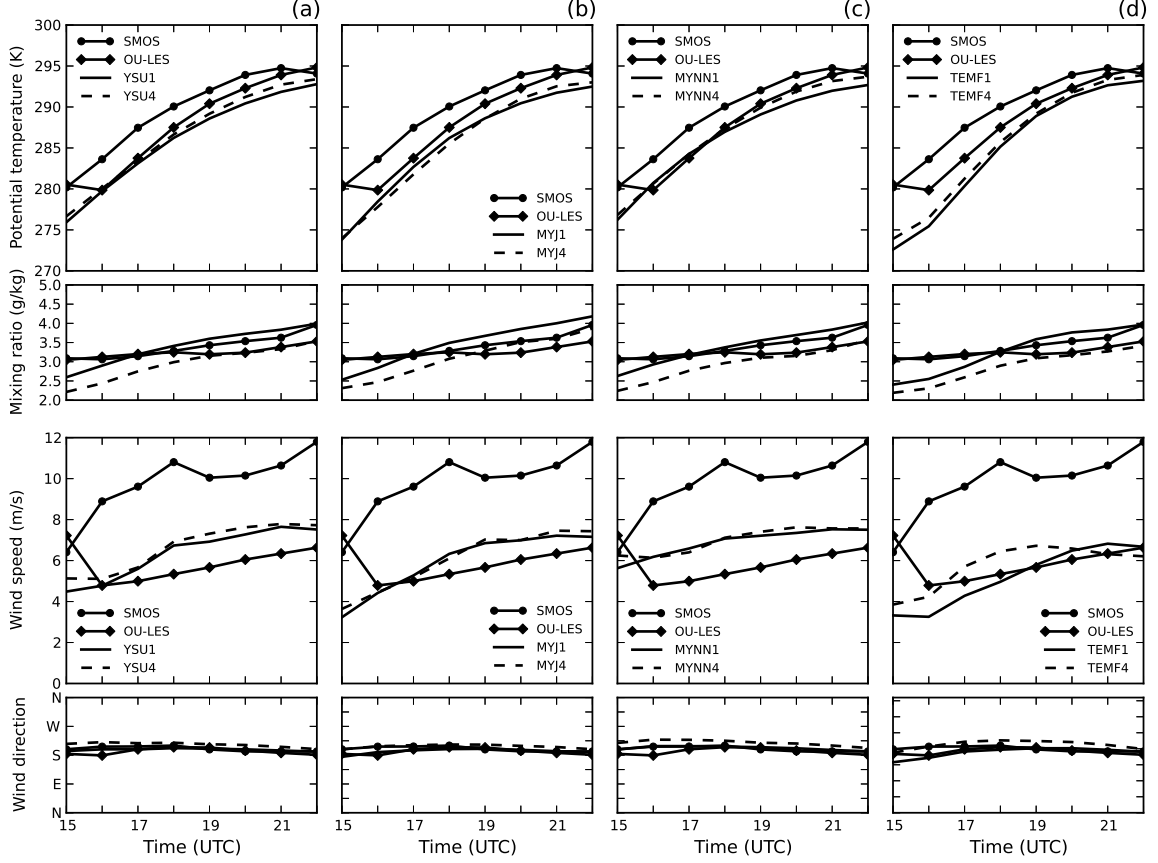 (a) (b) (c) (d)
Potential temperature (K)
300
295
290
285
280
275
270
SMOS
OU-LES
YSU1
YSU4
SMOS
OU-LES
MYJ1
MYJ4
SMOS
OU-LES
MYNN1
MYNN4
SMOS
OU-LES
TEMF1
TEMF4
Mixing ratio (g/kg)
5.0
4.5
4.0
3.5
3.0
2.5
2.0
Wind speed (m/s)
12
10
8
6
4
2
0
SMOS
OU-LES
YSU1
YSU4
SMOS
OU-LES
MYJ1
MYJ4
SMOS
OU-LES
MYNN1
MYNN4
SMOS
OU-LES
TEMF1
TEMF4
Wind direction
N
W
S
E
N
15 17 19 21 15 17 19 21 15 17 19 21 15 17 19 21
Time (UTC) Time (UTC) Time (UTC) Time (UTC)